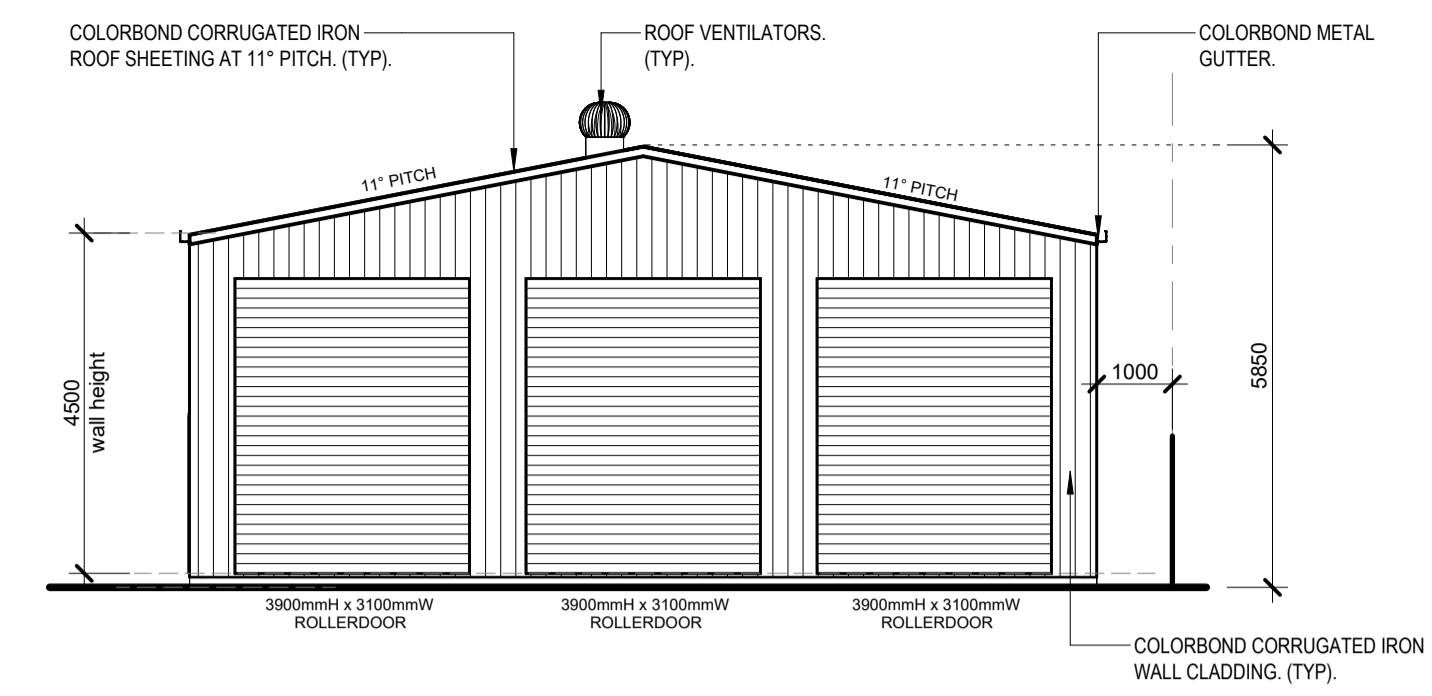 COLORBOND CORRUGATED IRON
ROOF SHEETING AT 11° PITCH. (TYP).
ROOF VENTILATORS.
(TYP).
COLORBOND METAL
GUTTER.
11° PITCH
11° PITCH
4500
wall height
1000
5850
3900mmH x 3100mmW
ROLLERDOOR
3900mmH x 3100mmW
ROLLERDOOR
3900mmH x 3100mmW
ROLLERDOOR
COLORBOND CORRUGATED IRON
WALL CLADDING. (TYP).